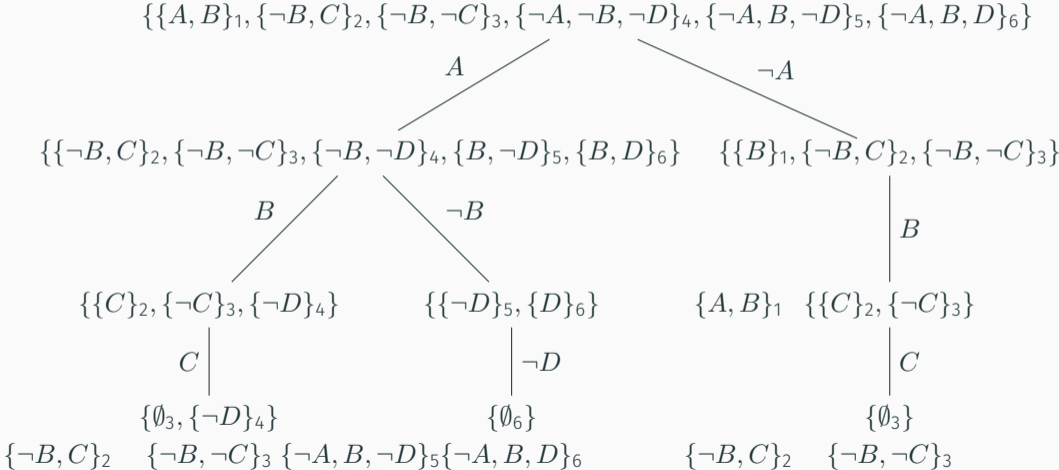 {{A, B}₁, {¬B, C}₂, {¬B, ¬C}₃, {¬A, ¬B, ¬D}₄, {¬A, B, ¬D}₅, {¬A, B, D}₆}
A ¬A
{{¬B, C}₂, {¬B, ¬C}₃, {¬B, ¬D}₄, {B, ¬D}₅, {B, D}₆} {{B}₁, {¬B, C}₂, {¬B, ¬C}₃}
B ¬B B
{{C}₂, {¬C}₃, {¬D}₄} {{¬D}₅, {D}₆} {A, B}₁ {{C}₂, {¬C}₃}
C ¬D C
{∅₃, {¬D}₄} {∅₆} {∅₃}
{¬B, C}₂ {¬B, ¬C}₃ {¬A, B, ¬D}₅{¬A, B, D}₆ {¬B, C}₂ {¬B, ¬C}₃